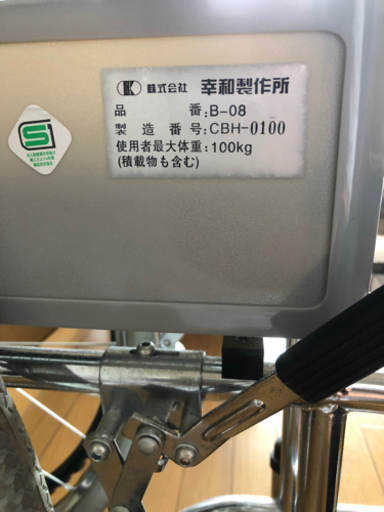 株式会社 幸和製作所
品番:B-08
製造番号:CBH-0100
使用者最大体重:100kg
(積載物も含む)